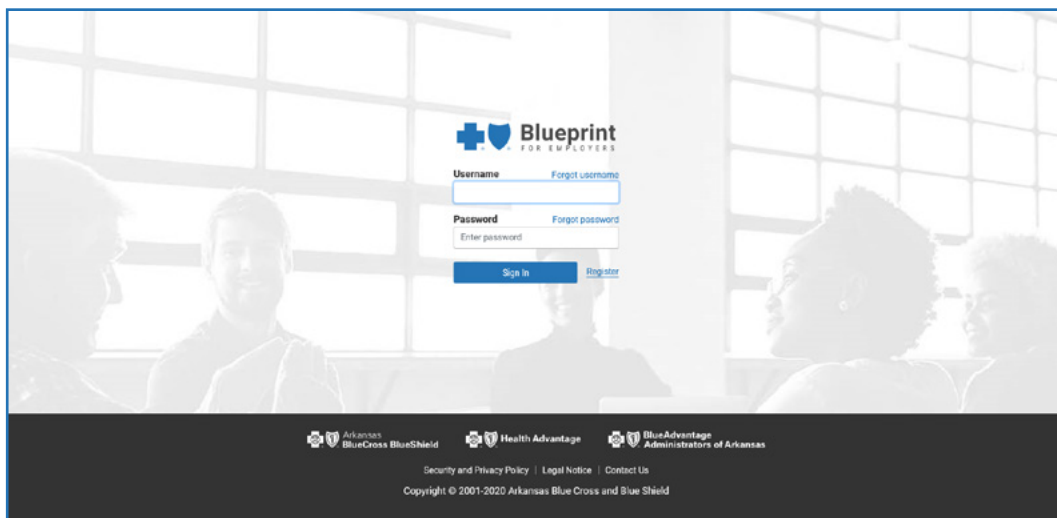 Blueprint
FOR EMPLOYERS
Username Forgot username
Password Forgot password
Enter password
Sign In Register
Arkansas
BlueCross BlueShield
Health Advantage
BlueAdvantage
Administrators of Arkansas
Security and Privacy Policy | Legal Notice | Contact Us
Copyright © 2001-2020 Arkansas Blue Cross and Blue Shield